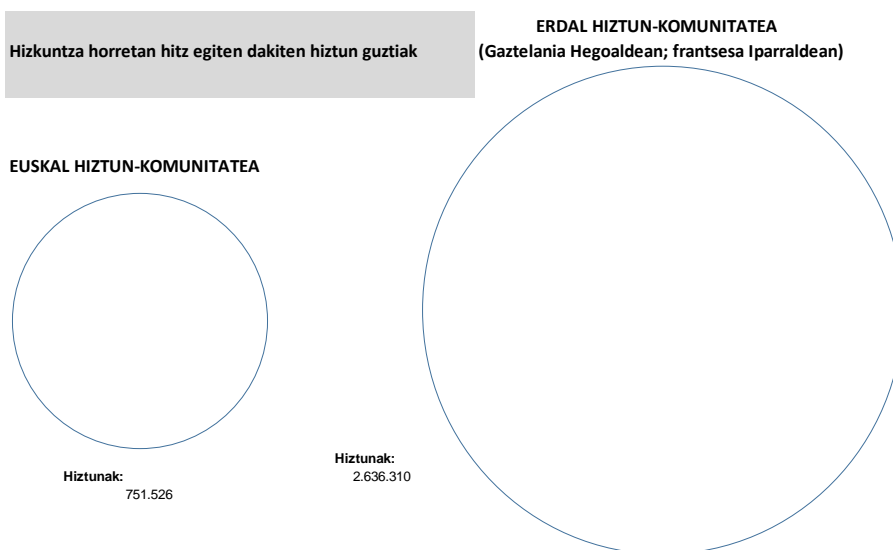 ERDAL HIZTUN-KOMUNITATEA
Hizkuntza horretan hitz egiten dakiten hiztun guztiak
(Gaztelania Hegoaldean; frantsesa Iparraldean)
EUSKAL HIZTUN-KOMUNITATEA
Hiztunak:
751.526
Hiztunak:
2.636.310